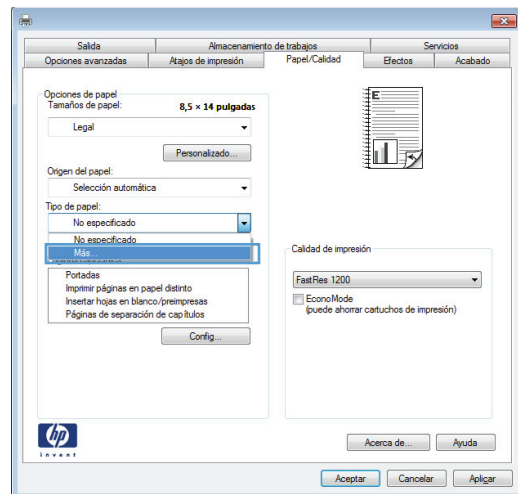 Salida
Almacenamiento de trabajos
Servicios
Opciones avanzadas
Atajos de impresión
Papel/Calidad
Efectos
Acabado
Opciones de papel
Tamaños de papel:
8,5 × 14 pulgadas
Legal
Personalizado...
Origen del papel:
Selección automática
Tipo de papel:
No especificado
No especificado
Más...
Portadas
Imprimir páginas en papel distinto
Insertar hojas en blanco/preimpresas
Páginas de separación de capítulos
Config...
E
Calidad de impresión
FastRes 1200
EconoMode
(puede ahorrar cartuchos de impresión)
hp
invent
Acerca de...
Ayuda
Aceptar
Cancelar
Aplicar